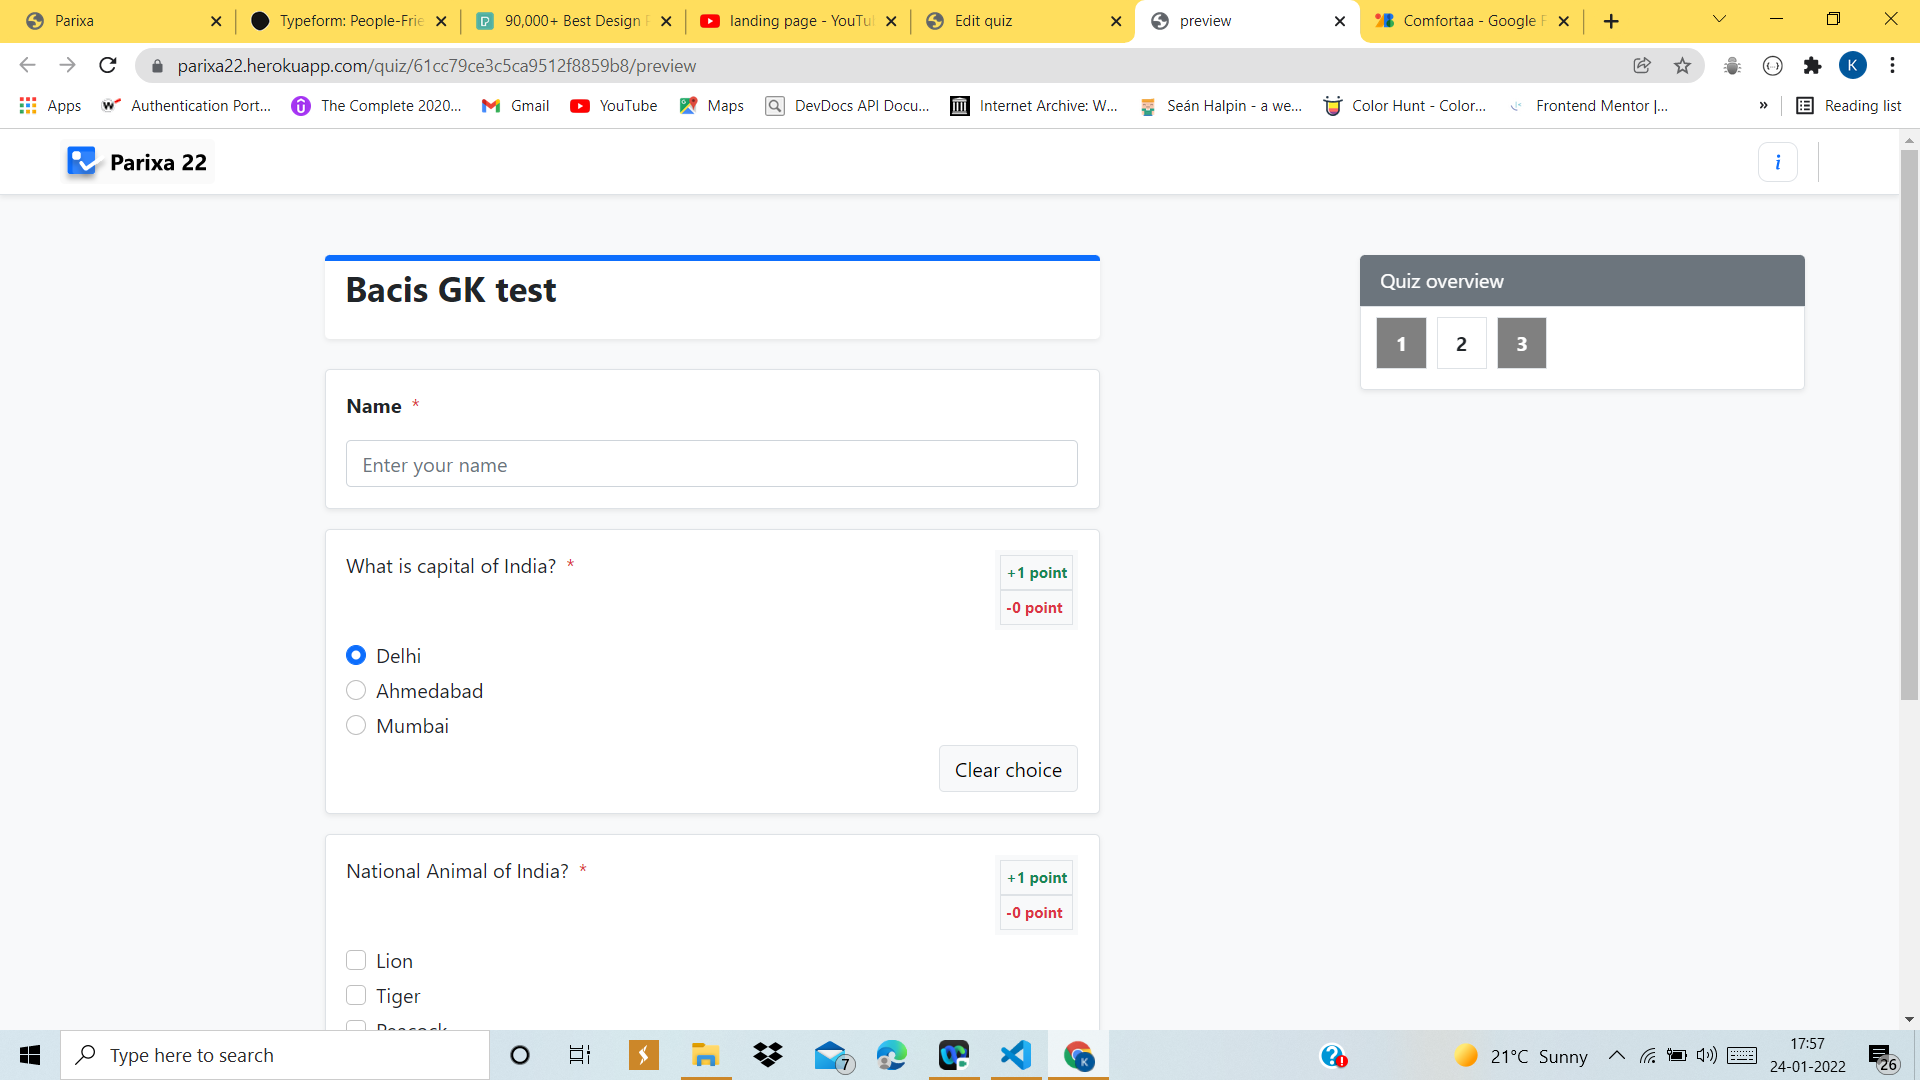 Parixa
Typeform: People-Frie
90,000+ Best Design
landing page - YouTu
Edit quiz
preview
Comfortaa - Google F
parixa22.herokuapp.com/quiz/61cc79ce3c5ca9512f8859b8/preview
K
Apps
Authentication Port...
The Complete 2020...
Gmail
YouTube
Maps
DevDocs API Docu...
Internet Archive: W...
Seán Halpin - a we...
Color Hunt - Color...
Frontend Mentor |...
»
Reading list
Parixa 22
i
Bacis GK test
Quiz overview
1 2 3
Name *
Enter your name
What is capital of India? *
+1 point
-0 point
Delhi
Ahmedabad
Mumbai
Clear choice
National Animal of India? *
+1 point
-0 point
Lion
Tiger
Peacock
Type here to search
7
K
21°C Sunny
17:57
24-01-2022
26